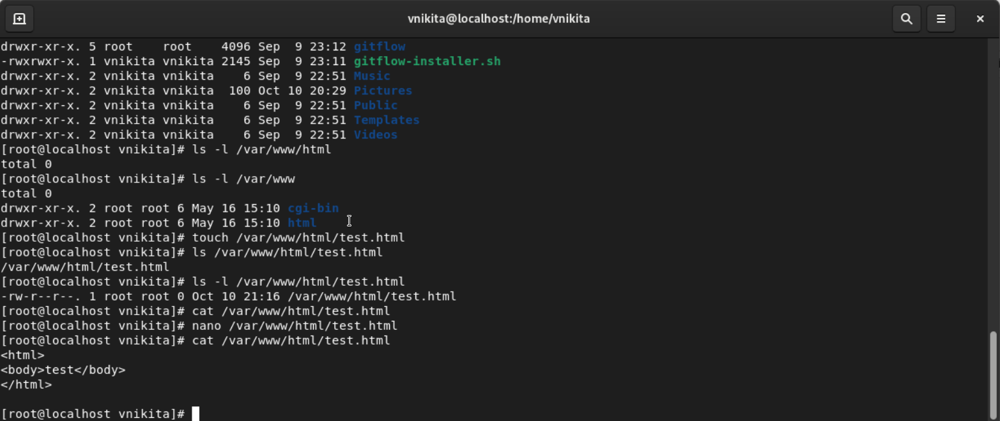 vnikita@localhost:/home/vnikita
drwxr-xr-x. 5 root    root    4096 Sep  9 23:12 gitflow
-rwxrwxr-x. 1 vnikita vnikita 2145 Sep  9 23:11 gitflow-installer.sh
drwxr-xr-x. 2 vnikita vnikita    6 Sep  9 22:51 Music
drwxr-xr-x. 2 vnikita vnikita  100 Oct 10 20:29 Pictures
drwxr-xr-x. 2 vnikita vnikita    6 Sep  9 22:51 Public
drwxr-xr-x. 2 vnikita vnikita    6 Sep  9 22:51 Templates
drwxr-xr-x. 2 vnikita vnikita    6 Sep  9 22:51 Videos
[root@localhost vnikita]# ls -l /var/www/html
total 0
[root@localhost vnikita]# ls -l /var/www
total 0
drwxr-xr-x. 2 root root 6 May 16 15:10 cgi-bin
drwxr-xr-x. 2 root root 6 May 16 15:10 html
[root@localhost vnikita]# touch /var/www/html/test.html
[root@localhost vnikita]# ls /var/www/html/test.html
/var/www/html/test.html
[root@localhost vnikita]# ls -l /var/www/html/test.html
-rw-r--r--. 1 root root 0 Oct 10 21:16 /var/www/html/test.html
[root@localhost vnikita]# cat /var/www/html/test.html
[root@localhost vnikita]# nano /var/www/html/test.html
[root@localhost vnikita]# cat /var/www/html/test.html
<html>
<body>test</body>
</html>
[root@localhost vnikita]#